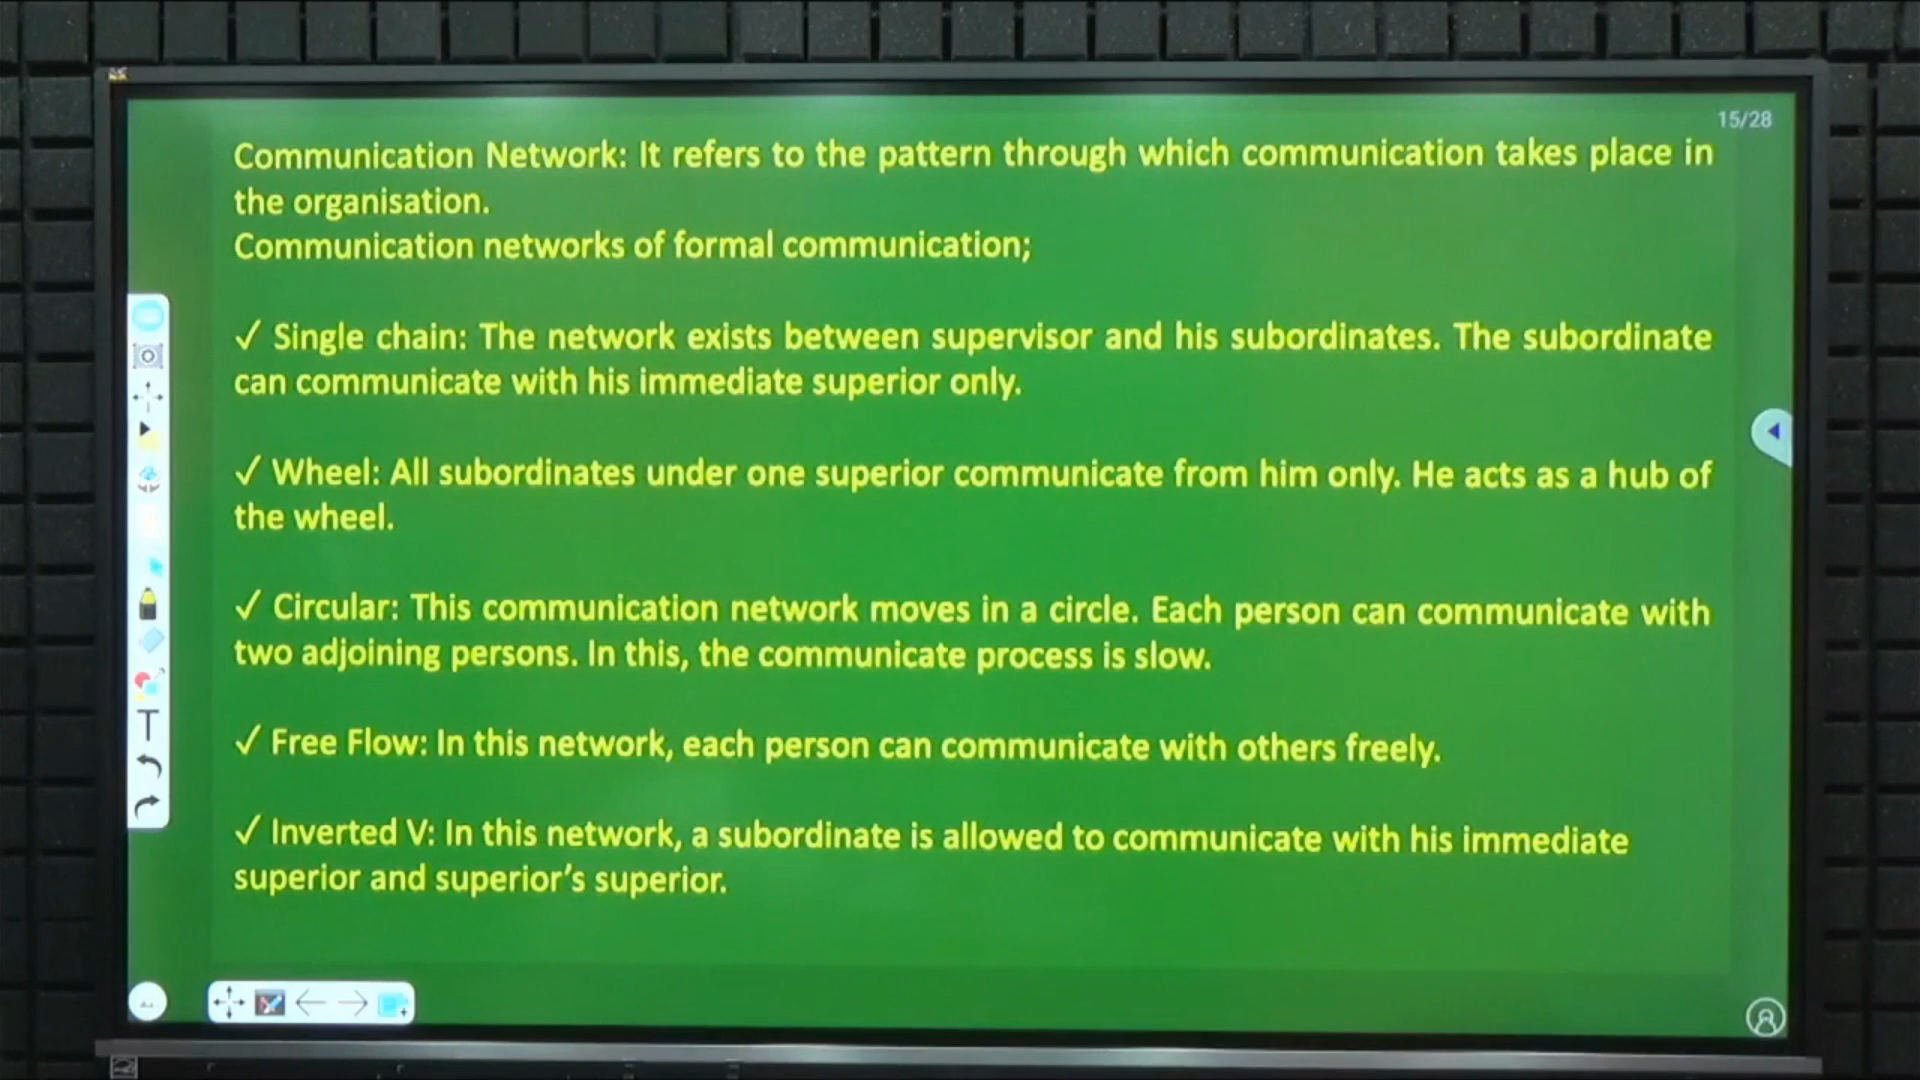 15/28
Communication Network: It refers to the pattern through which communication takes place in
the organisation.
Communication networks of formal communication;
✓ Single chain: The network exists between supervisor and his subordinates. The subordinate
can communicate with his immediate superior only.
✓ Wheel: All subordinates under one superior communicate from him only. He acts as a hub of
the wheel.
✓ Circular: This communication network moves in a circle. Each person can communicate with
two adjoining persons. In this, the communicate process is slow.
✓ Free Flow: In this network, each person can communicate with others freely.
✓ Inverted V: In this network, a subordinate is allowed to communicate with his immediate
superior and superior's superior.